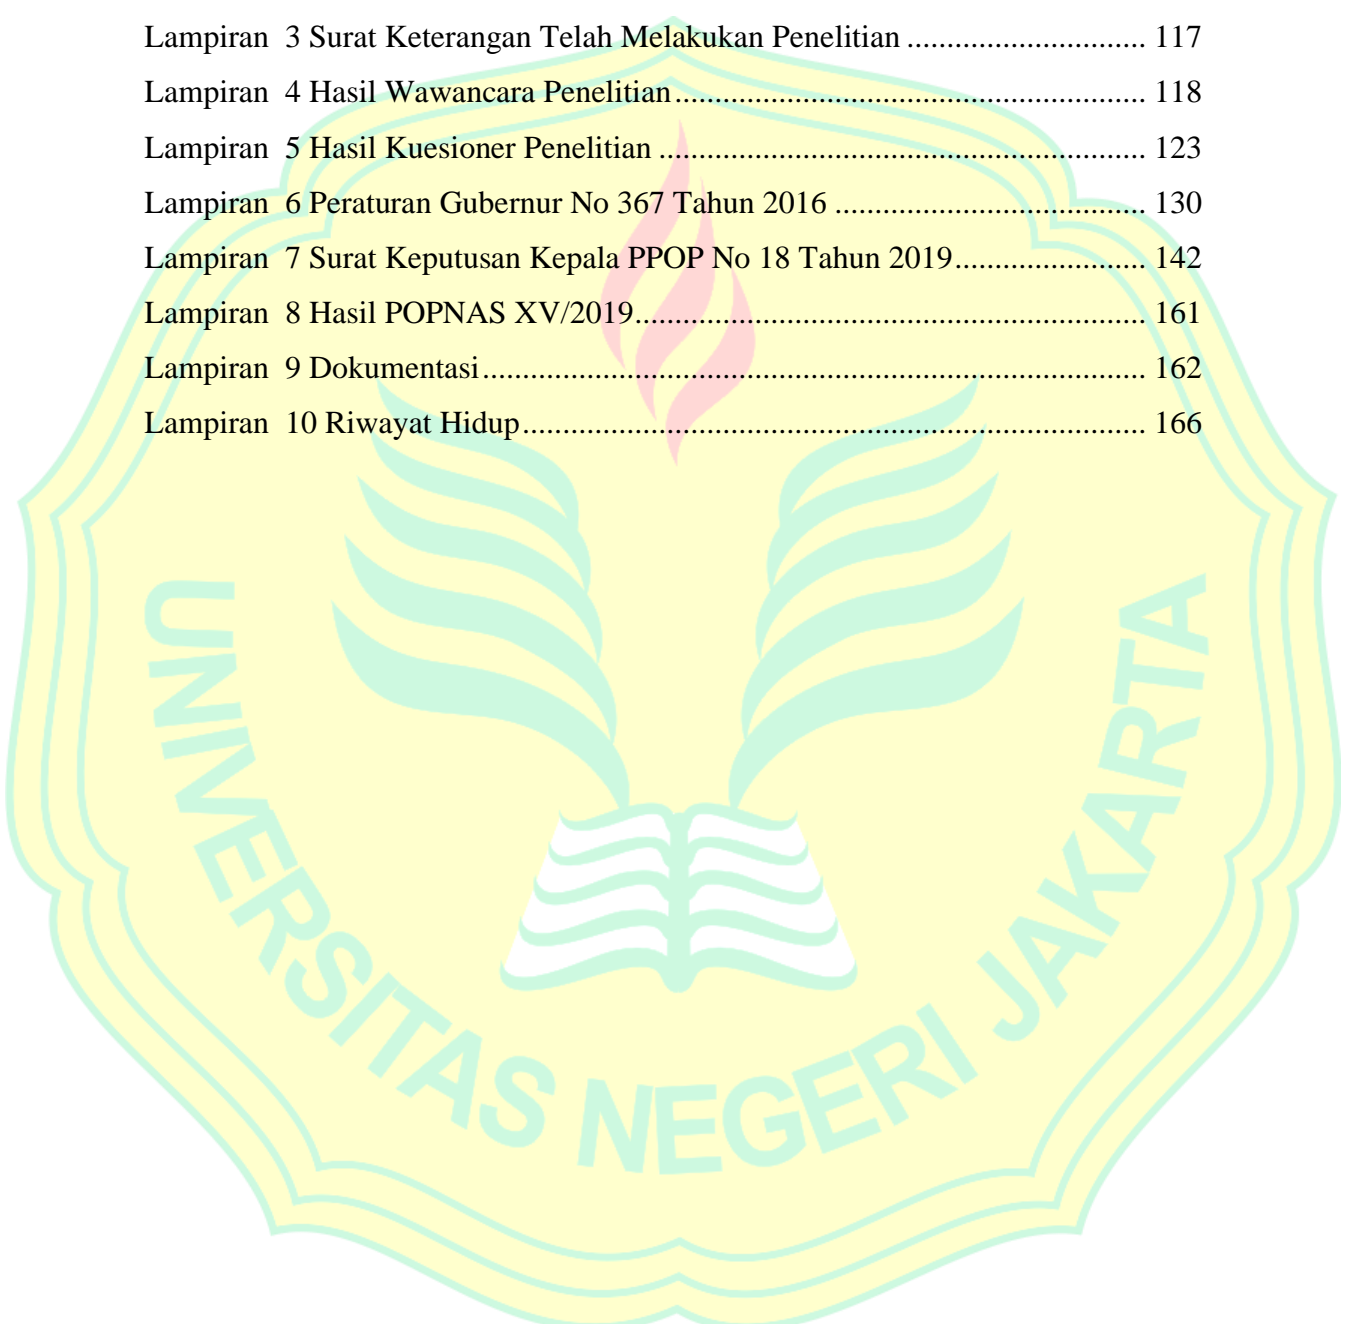 Lampiran  3 Surat Keterangan Telah Melakukan Penelitian .............................. 117
Lampiran  4 Hasil Wawancara Penelitian........................................................... 118
Lampiran  5 Hasil Kuesioner Penelitian ............................................................. 123
Lampiran  6 Peraturan Gubernur No 367 Tahun 2016 ....................................... 130
Lampiran  7 Surat Keputusan Kepala PPOP No 18 Tahun 2019........................ 142
Lampiran  8 Hasil POPNAS XV/2019................................................................ 161
Lampiran  9 Dokumentasi................................................................................... 162
Lampiran  10 Riwayat Hidup.............................................................................. 166
UNIVERSITAS NEGERI JAKARTA